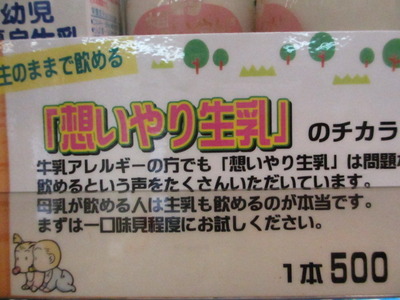 幼児
生乳
生のままで飲める
「想いやり生乳」のチカラ
牛乳アレルギーの方でも「想いやり生乳」は問題な
飲めるという声をたくさんいただいています。
母乳が飲める人は生乳も飲めるのが本当です。
まずは一口味見程度にお試しください。
1本500